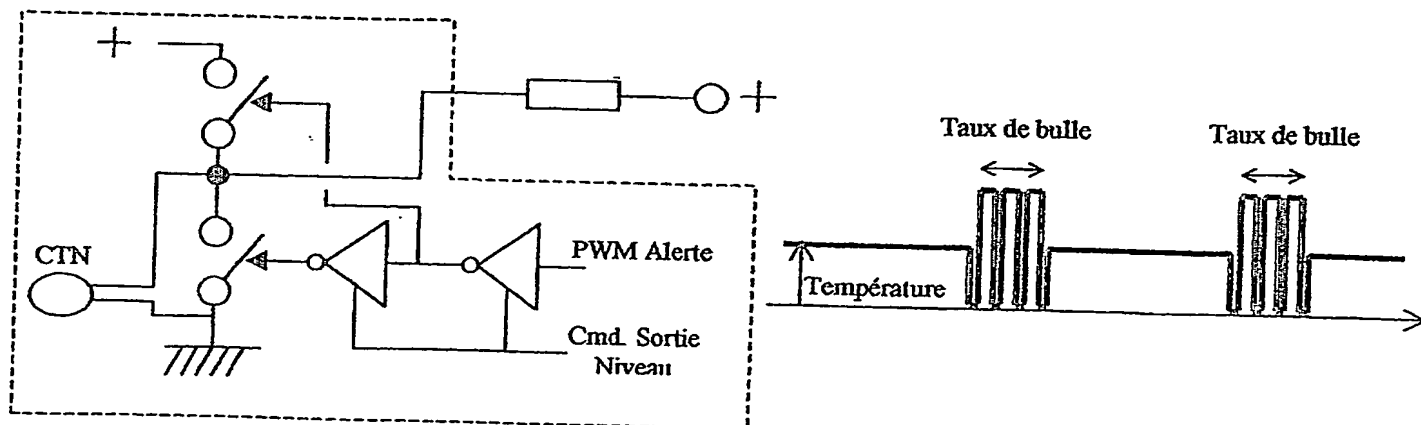 +
+
CTN
PWM Alerte
Cmd. Sortie
Niveau
Taux de bulle
Taux de bulle
Température